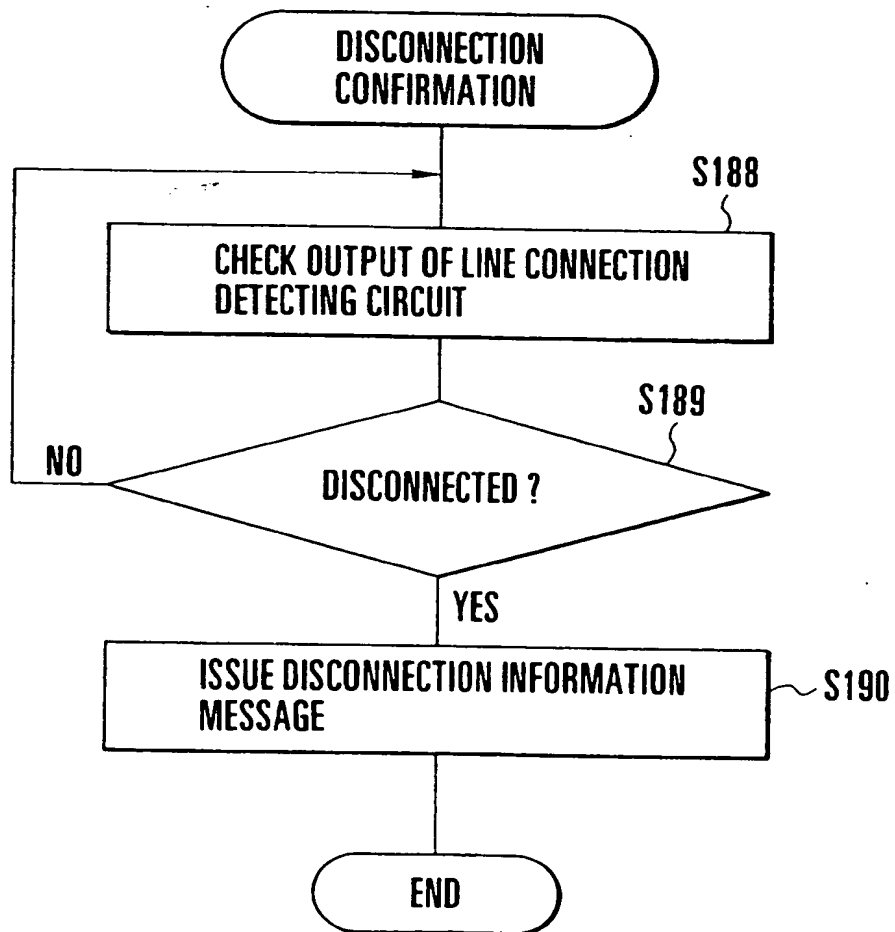 DISCONNECTION
CONFIRMATION
S188
CHECK OUTPUT OF LINE CONNECTION
DETECTING CIRCUIT
S189
NO
DISCONNECTED ?
YES
ISSUE DISCONNECTION INFORMATION
MESSAGE
S190
END